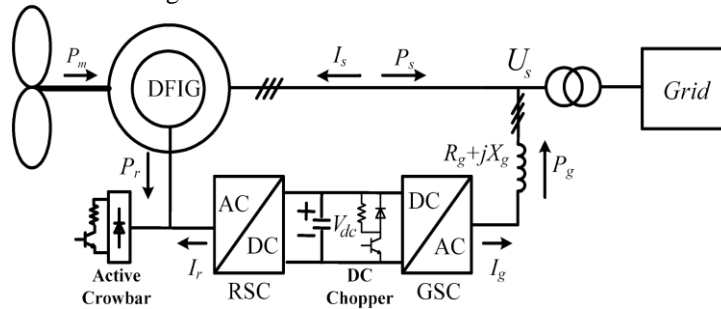 P_m
I_s
P_s
U_s
DFIG
Grid
P_r
R_g+jX_g
P_g
AC
DC
+
−
V_dc
DC
AC
Active
Crowbar
I_r
RSC
DC
Chopper
GSC
I_g